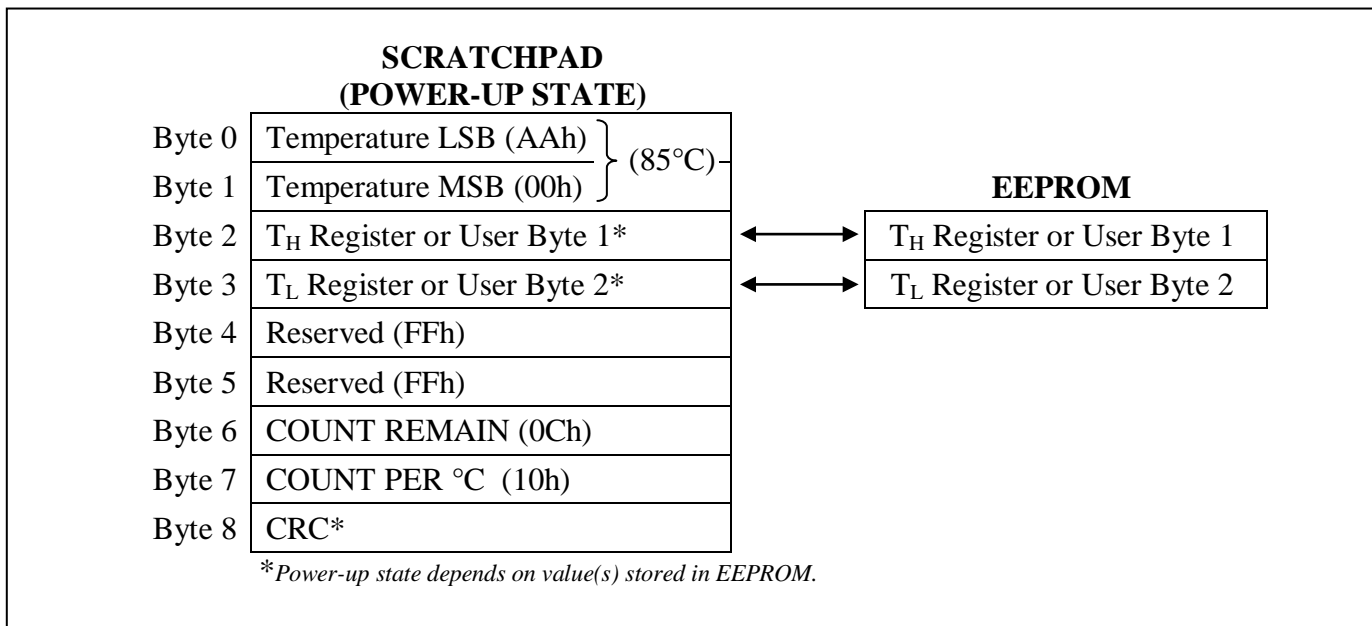 SCRATCHPAD
(POWER-UP STATE)
Byte 0 Temperature LSB (AAh)
(85°C)
Byte 1 Temperature MSB (00h)
EEPROM
Byte 2 TH Register or User Byte 1* TH Register or User Byte 1
Byte 3 TL Register or User Byte 2* TL Register or User Byte 2
Byte 4 Reserved (FFh)
Byte 5 Reserved (FFh)
Byte 6 COUNT REMAIN (0Ch)
Byte 7 COUNT PER °C (10h)
Byte 8 CRC*
*Power-up state depends on value(s) stored in EEPROM.